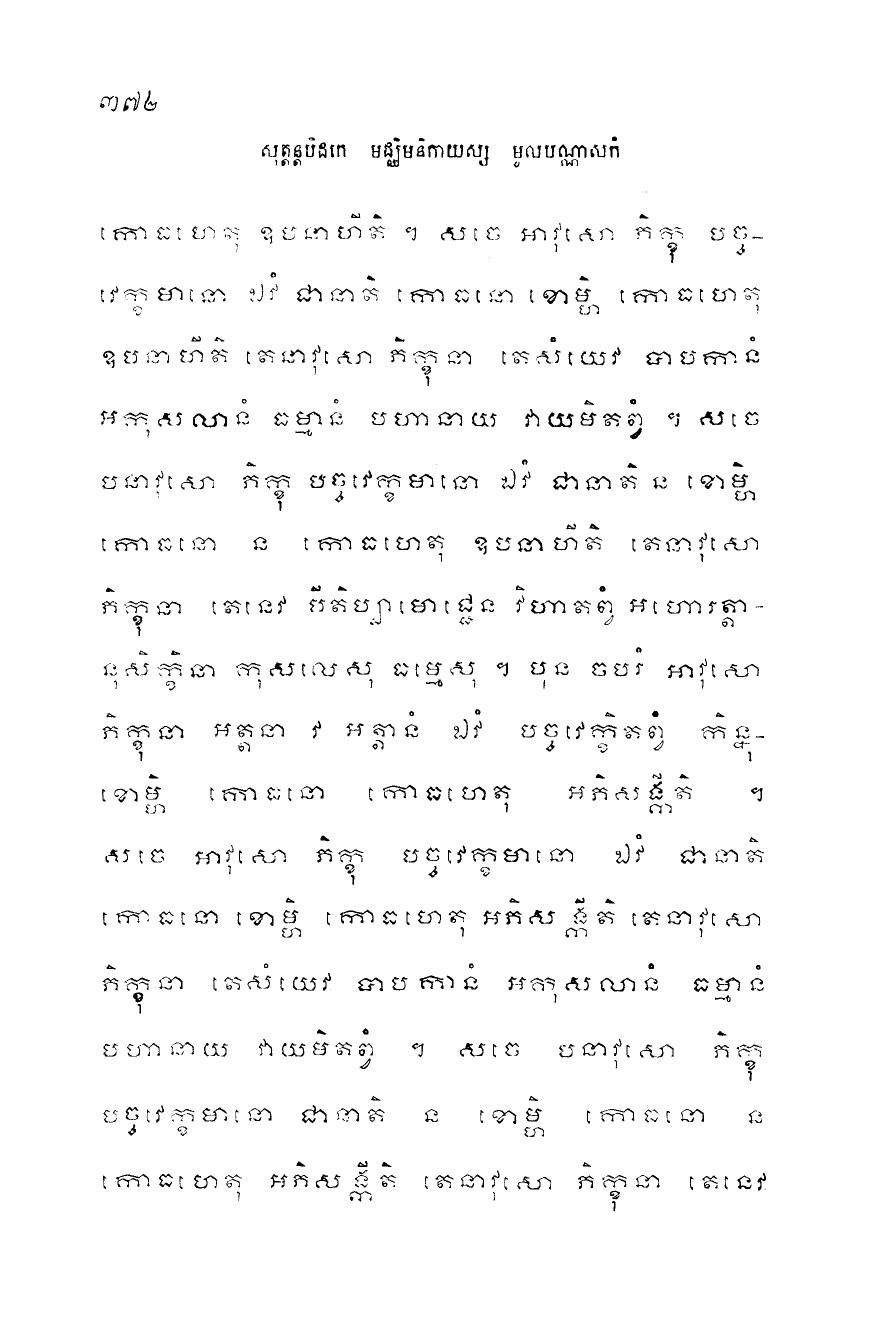 ៣៧៤
សុត្តន្តបិដកេ មជ្ឈិមនិកាយស្ស មូលបណ្ណាសកំ
កោធហេតុ ឧបនាហីតិ ។ សចេ អាវុសោ ភិក្ខុ បច្ច-
វេក្ខមានោ ឯវំ ជានាតិ កោធនោ ខោម្ហិ កោធហេតុ
ឧបនាហីតិ តេនាវុសោ ភិក្ខុនា តេសំយេវ បាបកានំ
អកុសលានំ ធម្មានំ បហានាយ វាយមិតព្វំ ។ សចេ
បនាវុសោ ភិក្ខុ បច្ចវេក្ខមានោ ឯវំ ជានាតិ ន ខោម្ហិ
កោធនោ ន កោធហេតុ ឧបនាហីតិ តេនាវុសោ
ភិក្ខុនា តេនេវ បីតិប្បាមោជ្ជេន វិហាតព្វំ អហោរត្តា-
នុសិក្ខិនា កុសលេសុ ធម្មេសុ ។ បុន ចបរំ អាវុសោ
ភិក្ខុនា អត្តនា វ អត្តានំ ឯវំ បច្ចវេក្ខិតព្វំ កិន្នុ-
ខោម្ហិ កោធនោ កោធហេតុ អភិសង្គីតិ ។
សចេ អាវុសោ ភិក្ខុ បច្ចវេក្ខមានោ ឯវំ ជានាតិ
កោធនោ ខោម្ហិ កោធហេតុ អភិសង្គីតិ តេនាវុសោ
ភិក្ខុនា តេសំយេវ បាបកានំ អកុសលានំ ធម្មានំ
បហានាយ វាយមិតព្វំ ។ សចេ បនាវុសោ ភិក្ខុ
បច្ចវេក្ខមានោ ជានាតិ ន ខោម្ហិ កោធនោ ន
កោធហេតុ អភិសង្គីតិ តេនាវុសោ ភិក្ខុនា តេនេវ